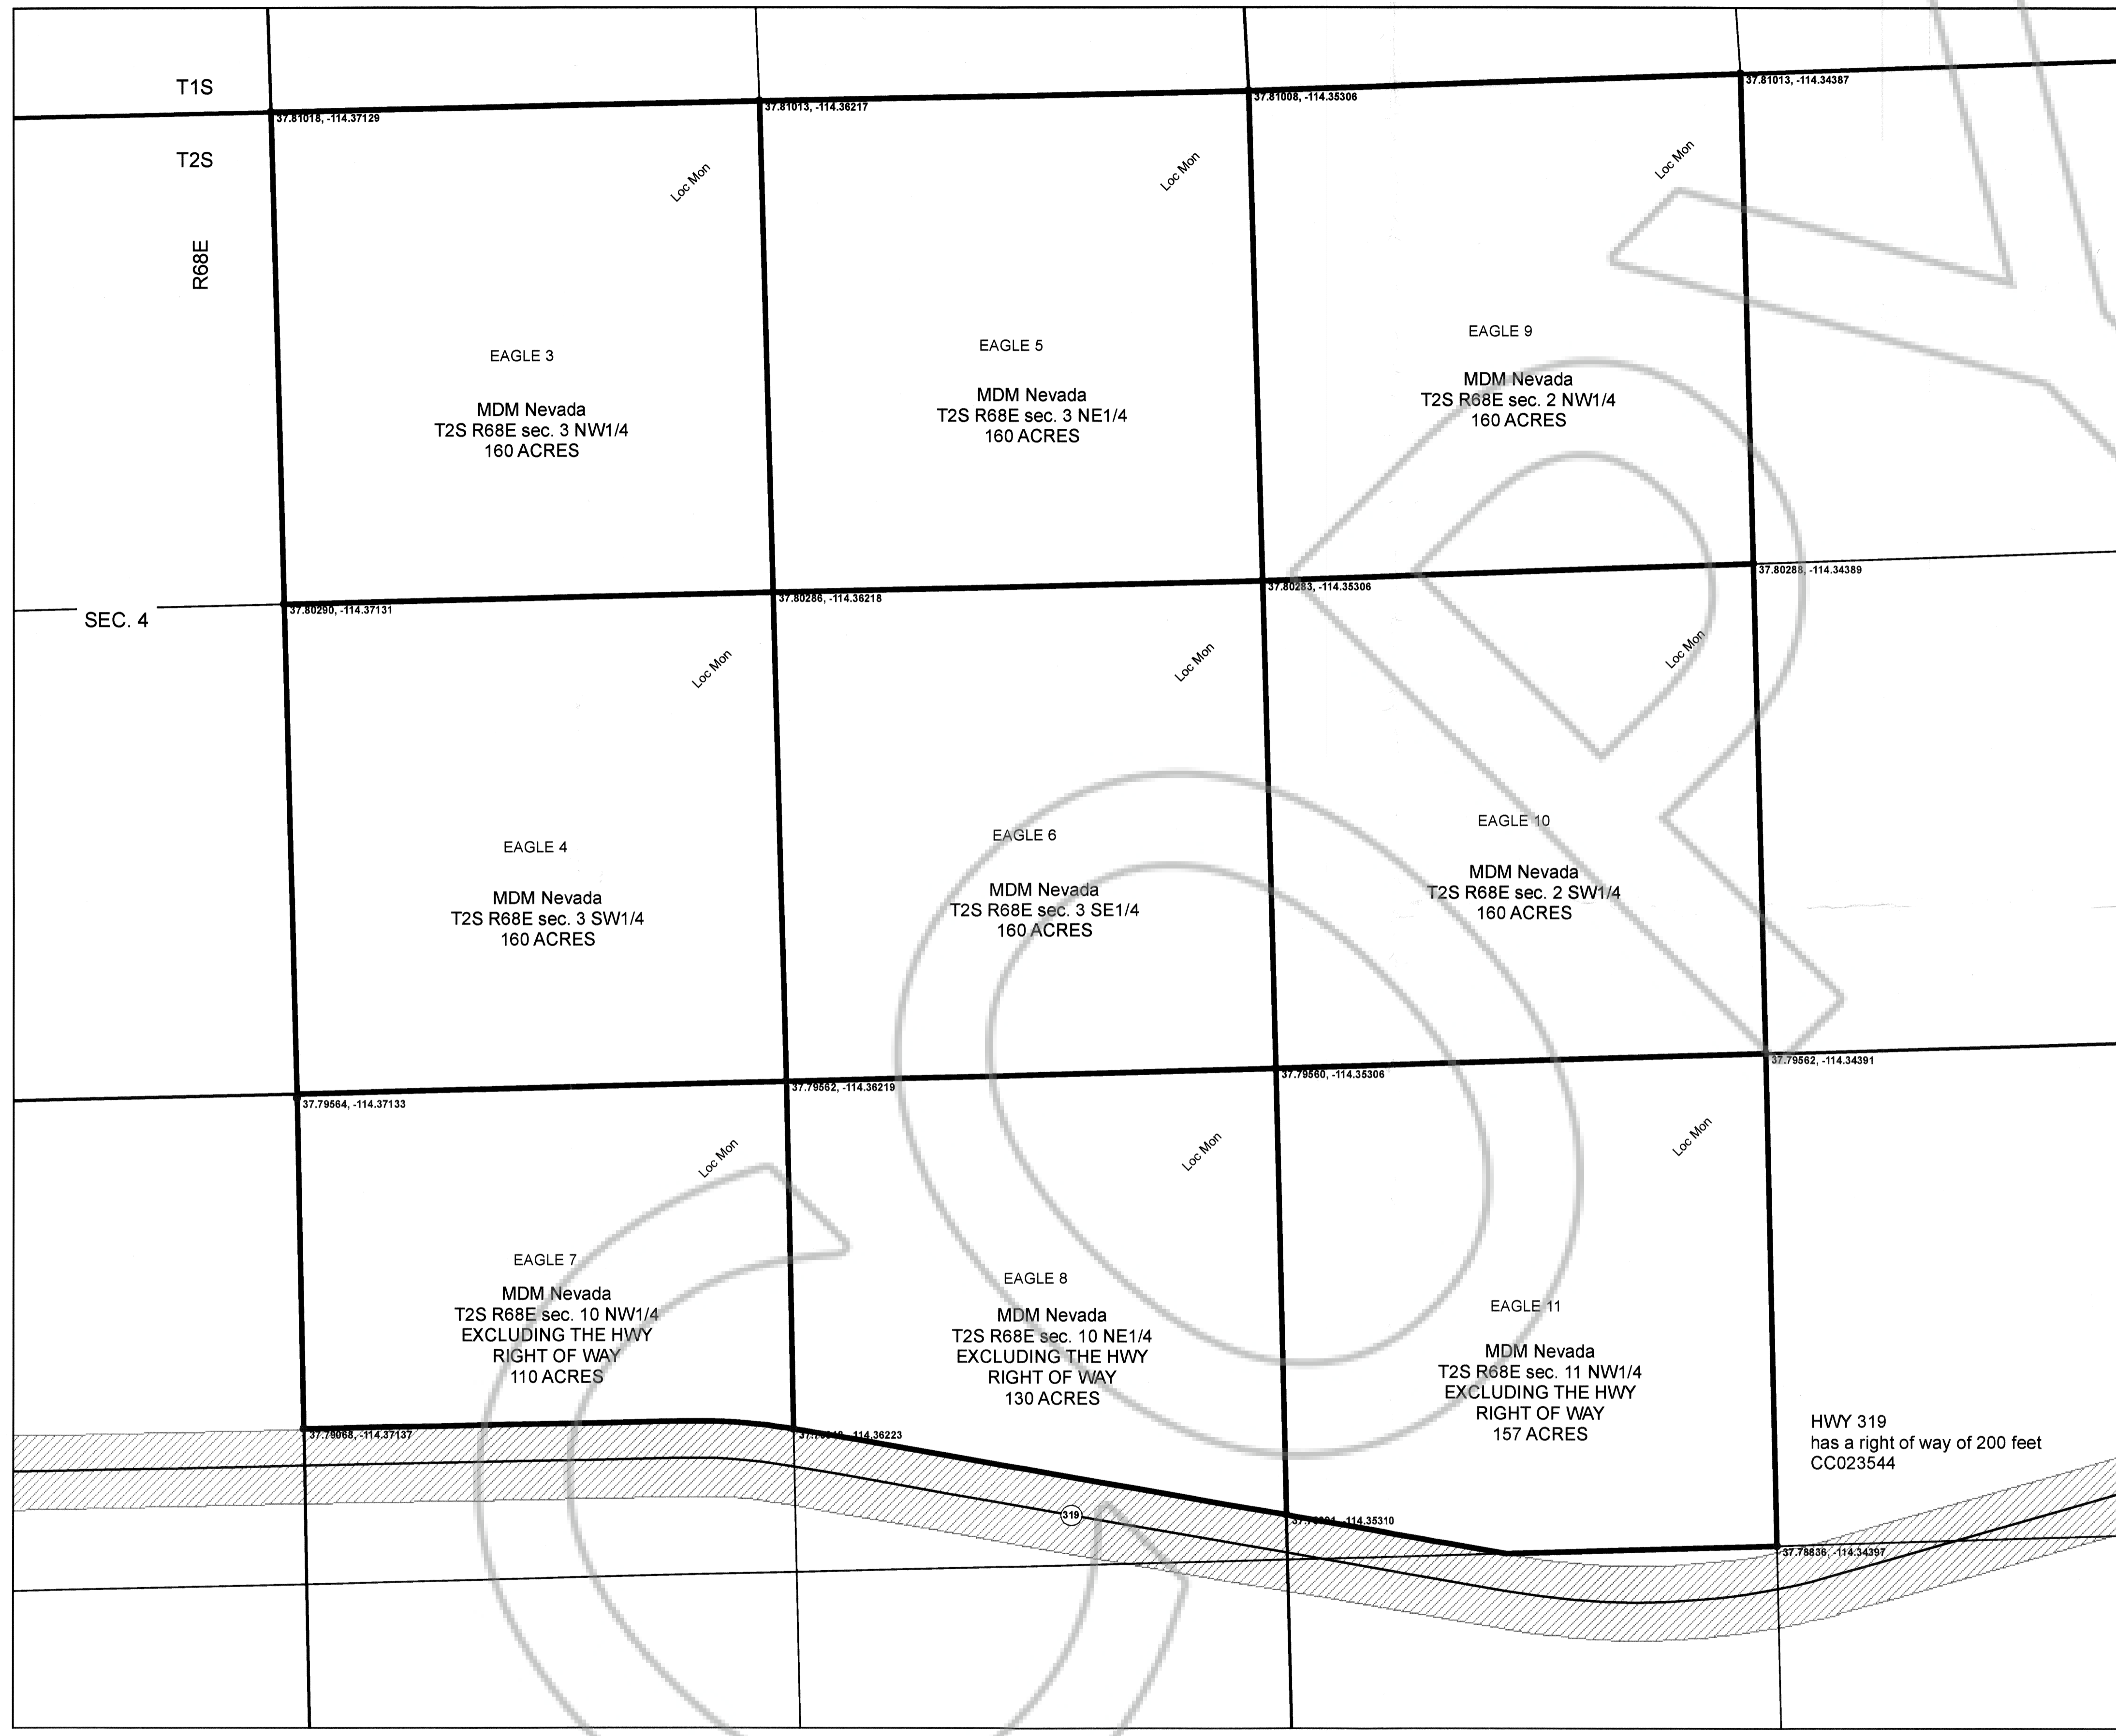 T1S
T2S
R68E
37.81018, -114.37129
37.81013, -114.36217
37.81008, -114.35306
37.81013, -114.34387
Loc Mon
Loc Mon
Loc Mon
EAGLE 3
MDM Nevada
T2S R68E sec. 3 NW1/4
160 ACRES
EAGLE 5
MDM Nevada
T2S R68E sec. 3 NE1/4
160 ACRES
EAGLE 9
MDM Nevada
T2S R68E sec. 2 NW1/4
160 ACRES
SEC. 4
37.80290, -114.37131
37.80286, -114.36218
37.80283, -114.35306
37.80288, -114.34389
Loc Mon
Loc Mon
Loc Mon
EAGLE 4
MDM Nevada
T2S R68E sec. 3 SW1/4
160 ACRES
EAGLE 6
MDM Nevada
T2S R68E sec. 3 SE1/4
160 ACRES
EAGLE 10
MDM Nevada
T2S R68E sec. 2 SW1/4
160 ACRES
37.79564, -114.37133
37.79562, -114.36219
37.79560, -114.35306
37.79562, -114.34391
Loc Mon
Loc Mon
Loc Mon
EAGLE 7
MDM Nevada
T2S R68E sec. 10 NW1/4
EXCLUDING THE HWY
RIGHT OF WAY
110 ACRES
EAGLE 8
MDM Nevada
T2S R68E sec. 10 NE1/4
EXCLUDING THE HWY
RIGHT OF WAY
130 ACRES
EAGLE 11
MDM Nevada
T2S R68E sec. 11 NW1/4
EXCLUDING THE HWY
RIGHT OF WAY
157 ACRES
HWY 319
has a right of way of 200 feet
CC023544
37.79068, -114.37137
-114.36223
-114.35310
37.78836, -114.34397
319
COPY